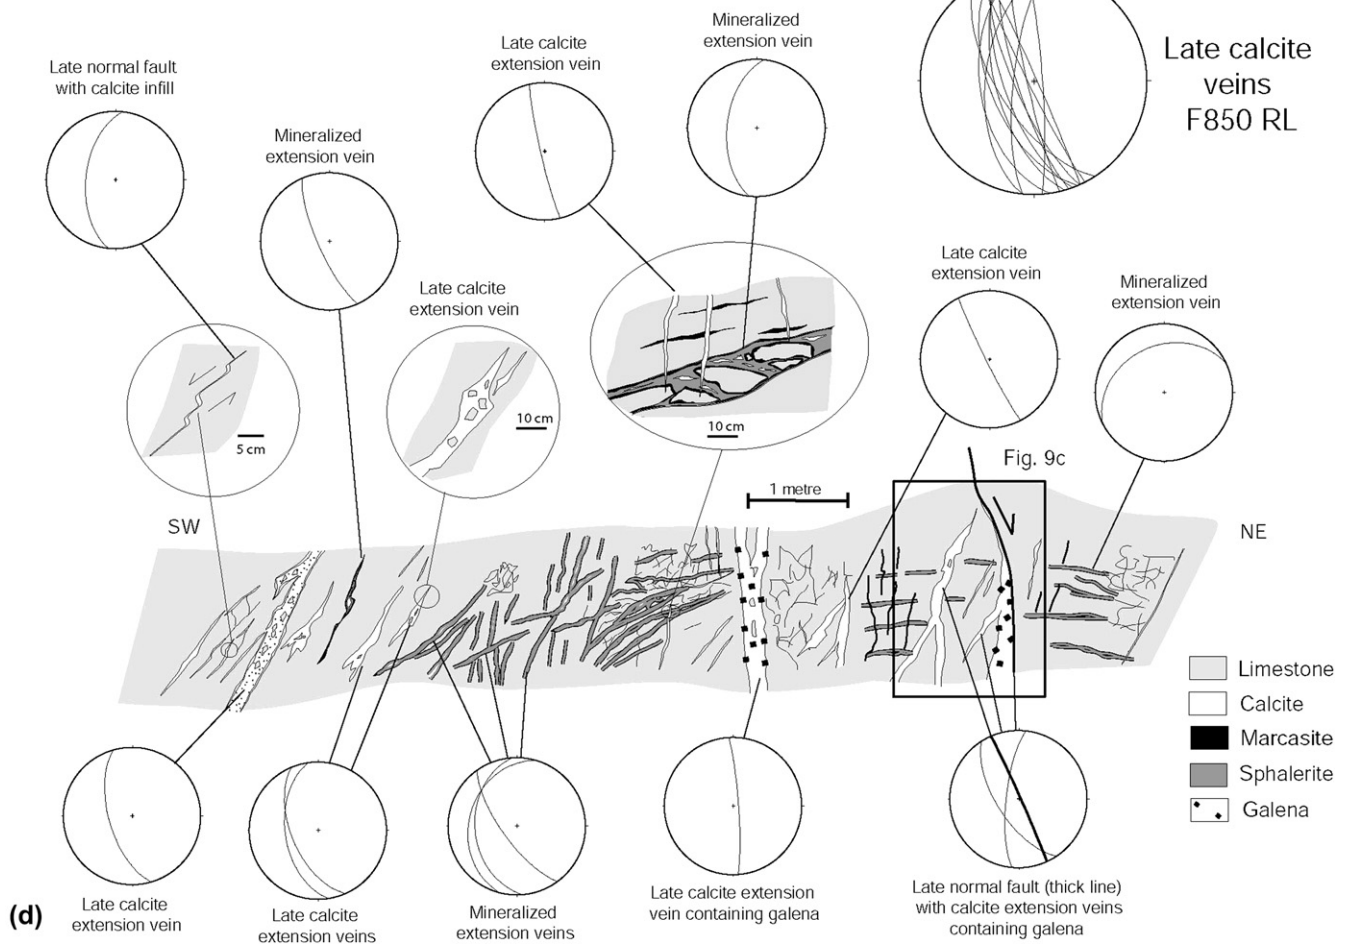 Mineralized
extension vein
Late calcite
extension vein
Late calcite
veins
F850 RL
Late normal fault
with calcite infill
Mineralized
extension vein
Late calcite
extension vein
Mineralized
extension vein
Late calcite
extension vein
5 cm
10 cm
10 cm
Fig. 9c
1 metre
SW
NE
Limestone
Calcite
Marcasite
Sphalerite
Galena
Late calcite
extension vein
Late calcite
extension veins
Mineralized
extension veins
Late calcite extension
vein containing galena
Late normal fault (thick line)
with calcite extension veins
containing galena
(d)